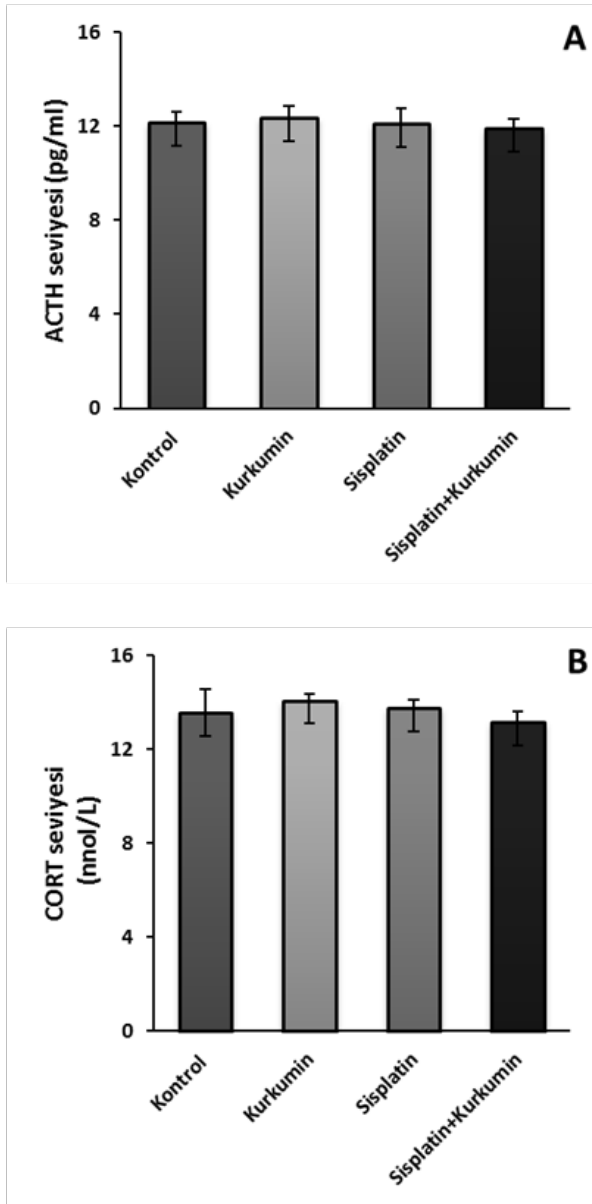 A
ACTH seviyesi (pg/ml)
16
12
8
4
0
Kontrol
Kurkumin
Sisplatin
Sisplatin+Kurkumin
B
CORT seviyesi
(nnol/L)
16
12
8
4
0
Kontrol
Kurkumin
Sisplatin
Sisplatin+Kurkumin